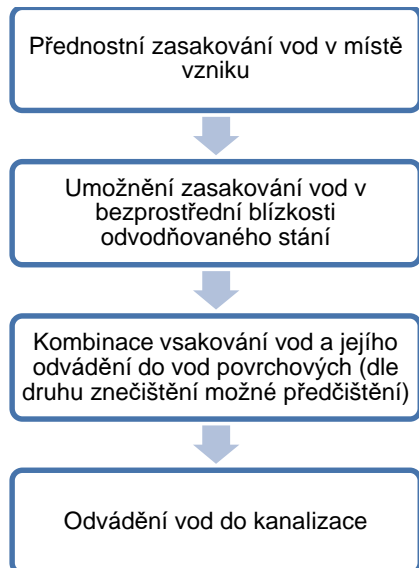 Přednostní zasakování vod v místě
vzniku
Umožnění zasakování vod v
bezprostřední blízkosti
odvodňovaného stání
Kombinace vsakování vod a jejího
odvádění do vod povrchových (dle
druhu znečištění možné předčištění)
Odvádění vod do kanalizace